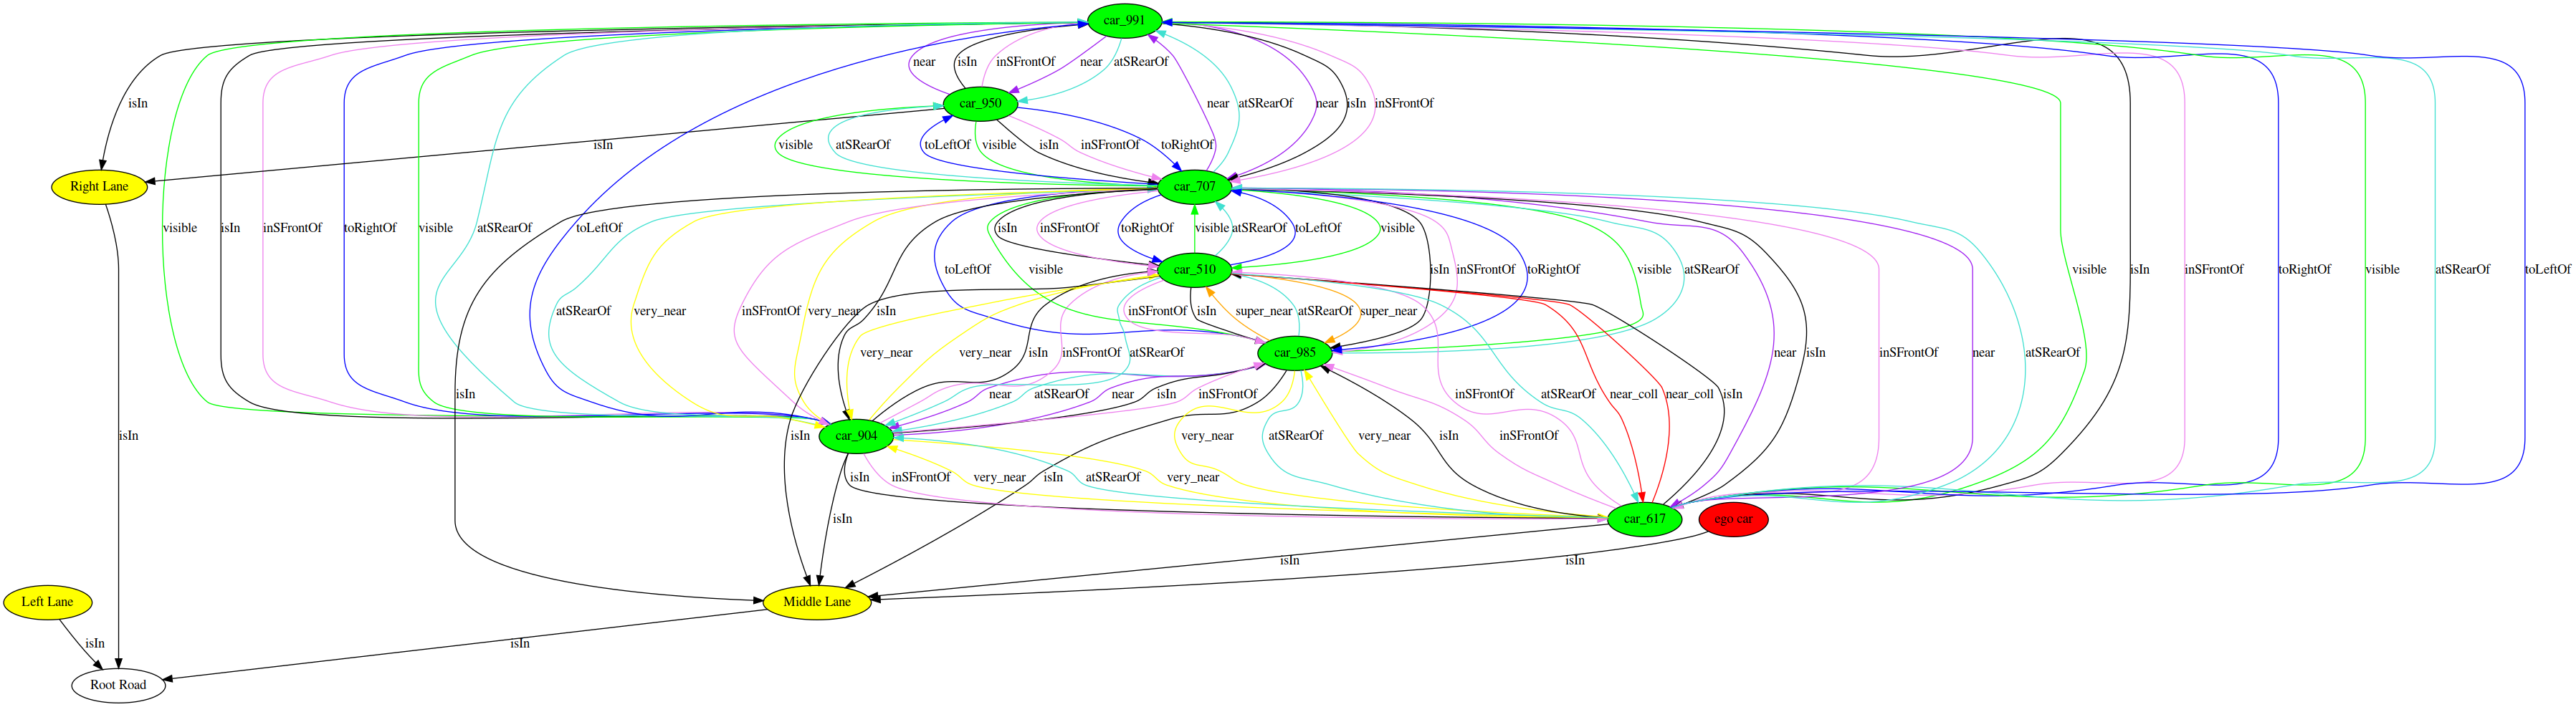 car_991
near isIn inSFrontOf near atSRearOf
isIn
car_950
near atSRearOf near isIn inSFrontOf
isIn visible atSRearOf toLeftOf visible isIn inSFrontOf toRightOf
Right Lane
car_707
visible isIn inSFrontOf toRightOf visible atSRearOf toLeftOf isIn inSFrontOf toRightOf visible atSRearOf toLeftOf visible
car_510
toLeftOf visible isIn inSFrontOf toRightOf visible atSRearOf visible isIn inSFrontOf toRightOf visible atSRearOf toLeftOf
atSRearOf very_near inSFrontOf very_near isIn inSFrontOf isIn super_near atSRearOf super_near
car_985
very_near very_near isIn inSFrontOf atSRearOf near isIn inSFrontOf near atSRearOf
isIn near atSRearOf near isIn inSFrontOf inSFrontOf atSRearOf near_coll near_coll isIn
isIn isIn car_904 very_near atSRearOf very_near isIn inSFrontOf
isIn inSFrontOf very_near isIn atSRearOf very_near
isIn car_617 ego car
isIn isIn
Left Lane Middle Lane
isIn isIn
Root Road